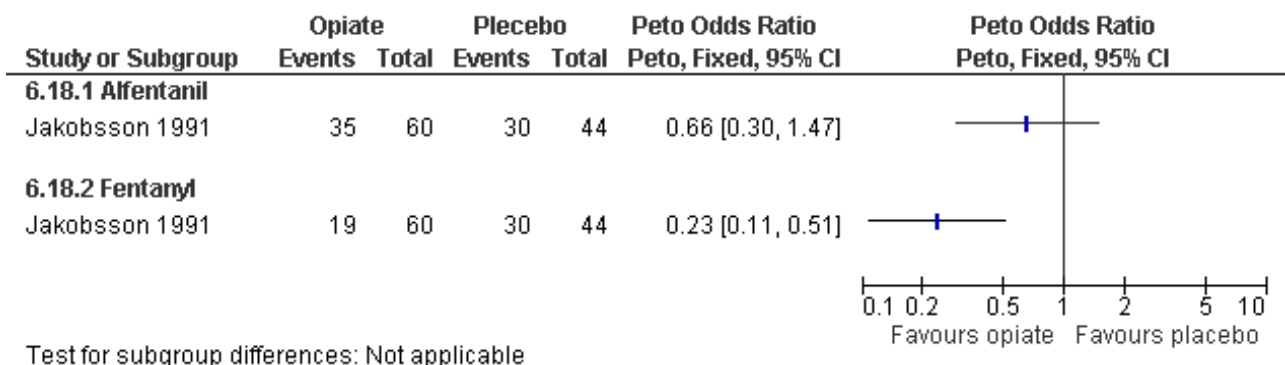 Opiate Plecebo Peto Odds Ratio Peto Odds Ratio
Study or Subgroup Events Total Events Total Peto, Fixed, 95% CI Peto, Fixed, 95% CI
6.18.1 Alfentanil
Jakobsson 1991 35 60 30 44 0.66 [0.30, 1.47]
6.18.2 Fentanyl
Jakobsson 1991 19 60 30 44 0.23 [0.11, 0.51]
0.1 0.2 0.5 1 2 5 10
Favours opiate Favours placebo
Test for subgroup differences: Not applicable